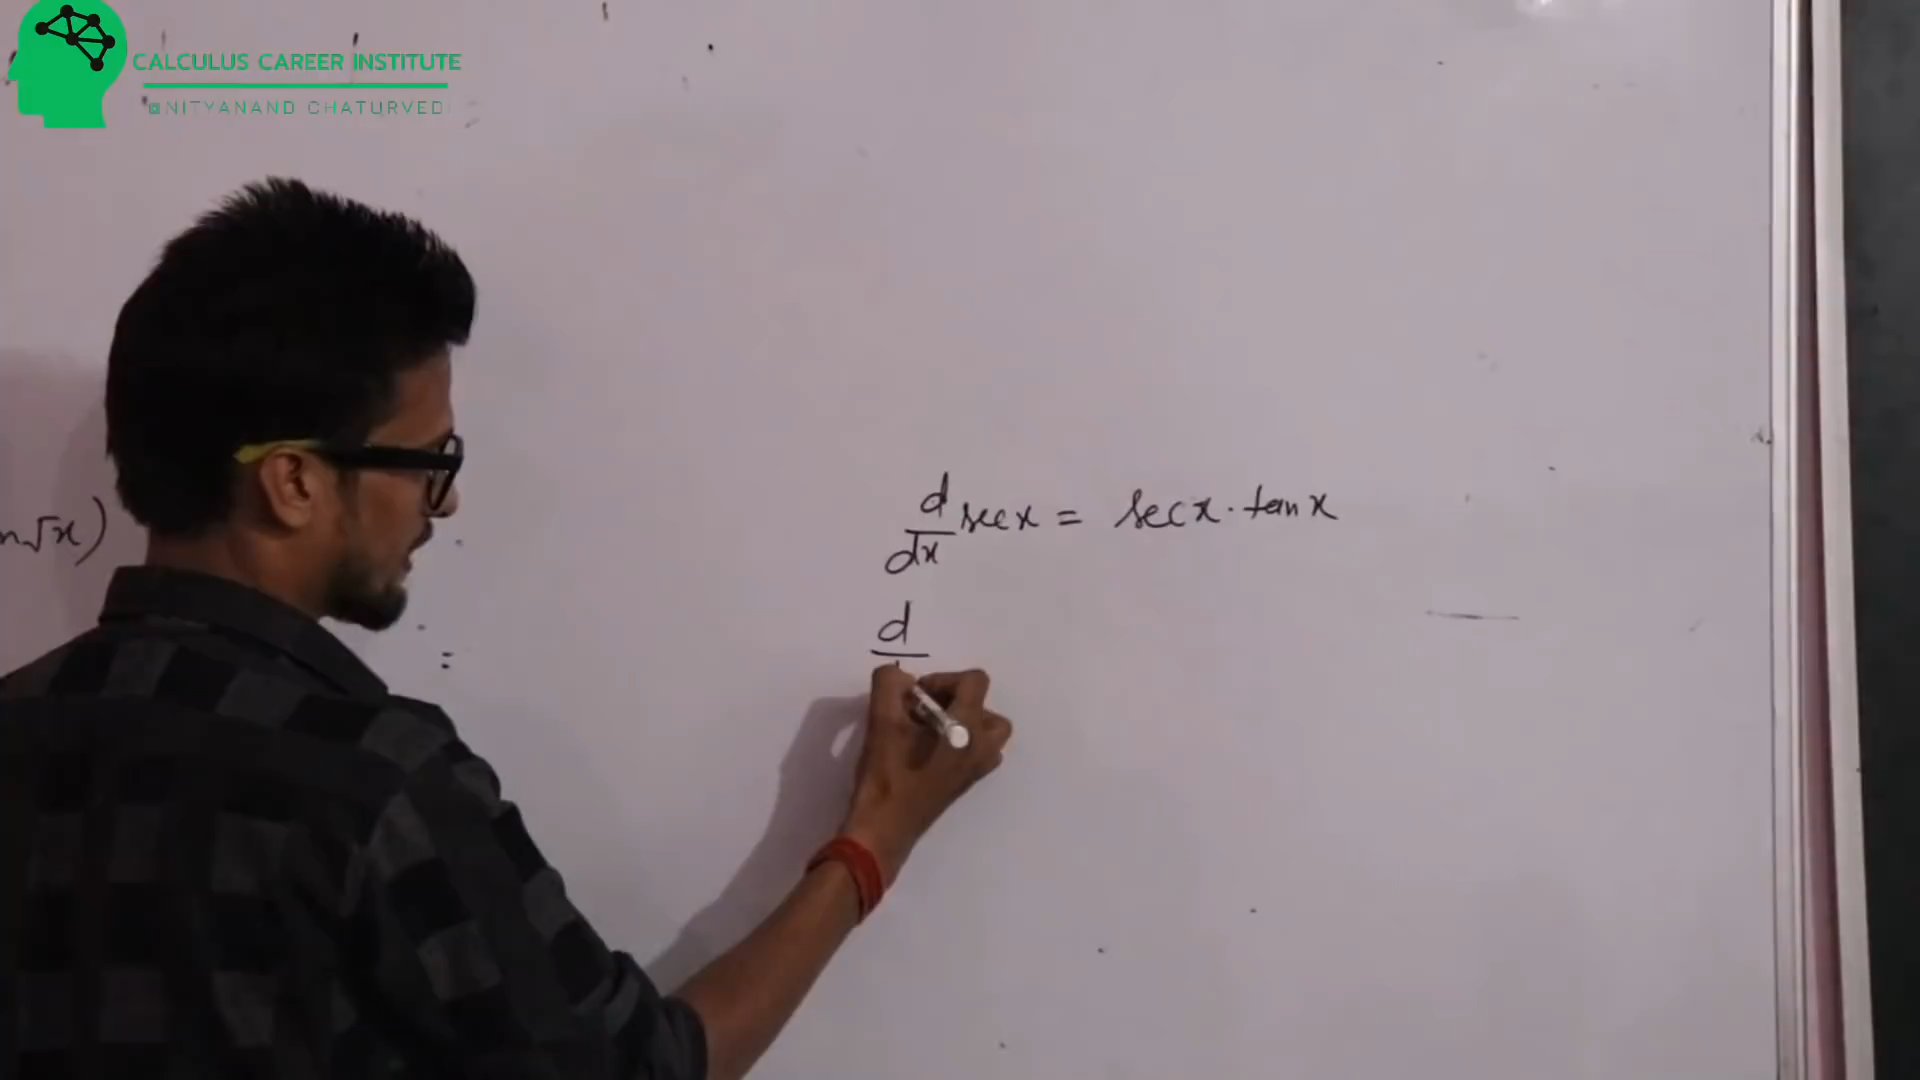 CALCULUS CAREER INSTITUTE
@NITYANAND CHATURVEDI
n√x)
d/dx sec x = sec x · tan x
d
=